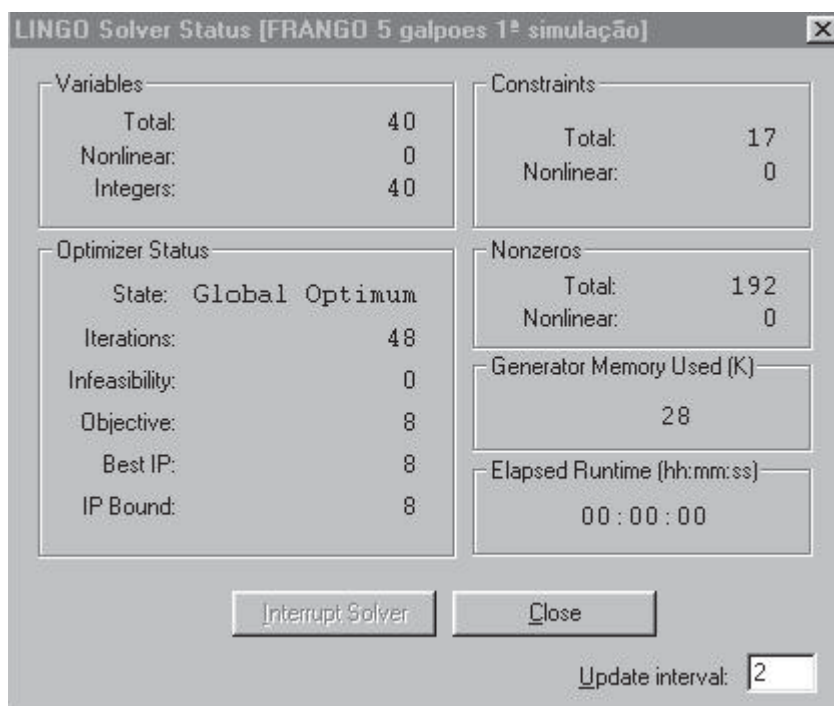 LINGO Solver Status [FRANGO 5 galpoes 1ª simulação]
Variables
Total: 40
Nonlinear: 0
Integers: 40
Constraints
Total: 17
Nonlinear: 0
Optimizer Status
State: Global Optimum
Iterations: 48
Infeasibility: 0
Objective: 8
Best IP: 8
IP Bound: 8
Nonzeros
Total: 192
Nonlinear: 0
Generator Memory Used (K)
28
Elapsed Runtime (hh:mm:ss)
00:00:00
Interrupt Solver
Close
Update interval: 2